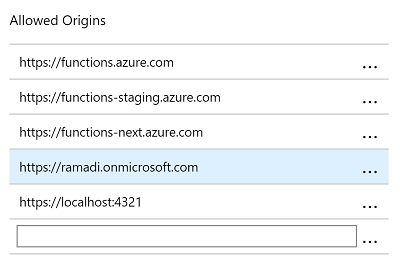 Allowed Origins
https://functions.azure.com
...
https://functions-staging.azure.com
...
https://functions-next.azure.com
...
https://ramadi.onmicrosoft.com
...
https://localhost:4321
...
...